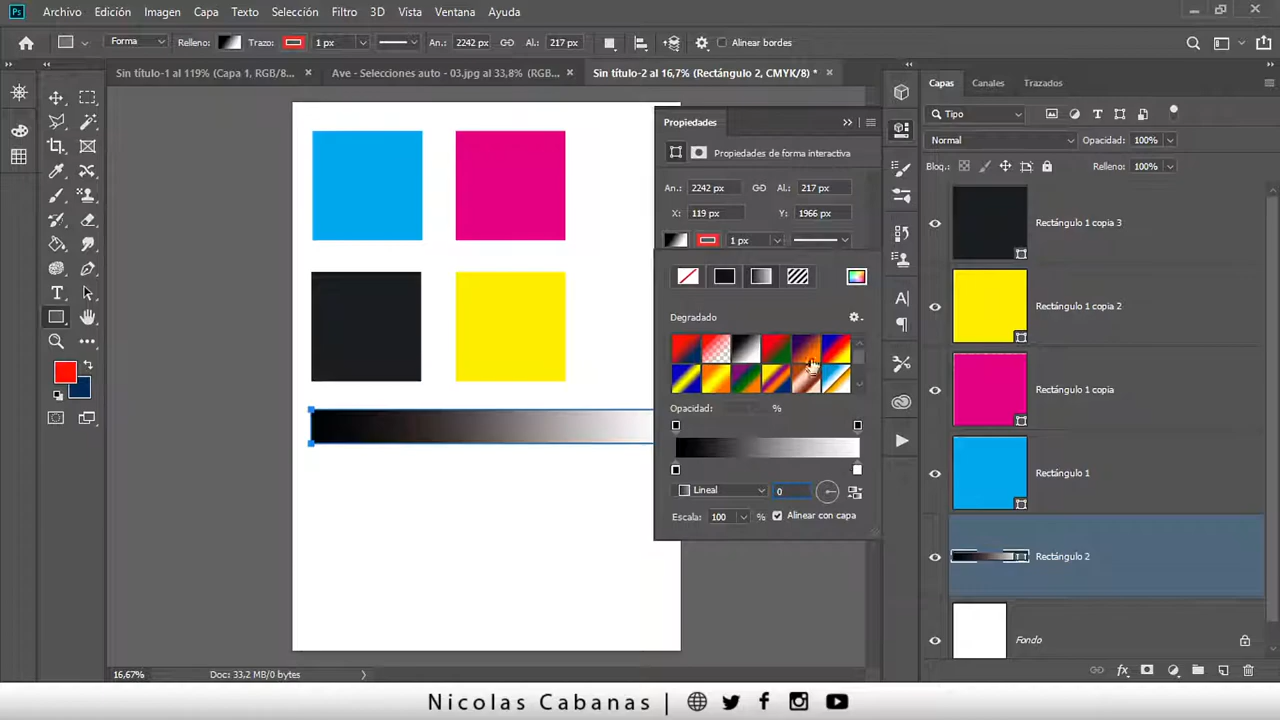 Ps Archivo Edición Imagen Capa Texto Selección Filtro 3D Vista Ventana Ayuda
Forma Relleno: Trazo: 1 px An.: 2242 px Al.: 217 px Alinear bordes
Sin título-1 al 119% (Capa 1, RGB/8... × Ave - Selecciones auto - 03.jpg al 33,8% (RGB... × Sin título-2 al 16,7% (Rectángulo 2, CMYK/8) * ×
Propiedades
Propiedades de forma interactiva
An.: 2242 px Al.: 217 px
X: 119 px Y: 1966 px
1 px
Degradado
Opacidad: %
Lineal 0
Escala: 100 % Alinear con capa
Capas Canales Trazados
Tipo
Normal Opacidad: 100%
Bloq.: Relleno: 100%
Rectángulo 1 copia 3
Rectángulo 1 copia 2
Rectángulo 1 copia
Rectángulo 1
Rectángulo 2
Fondo
16,67% Doc: 33,2 MB/0 bytes
Nicolas Cabanas |